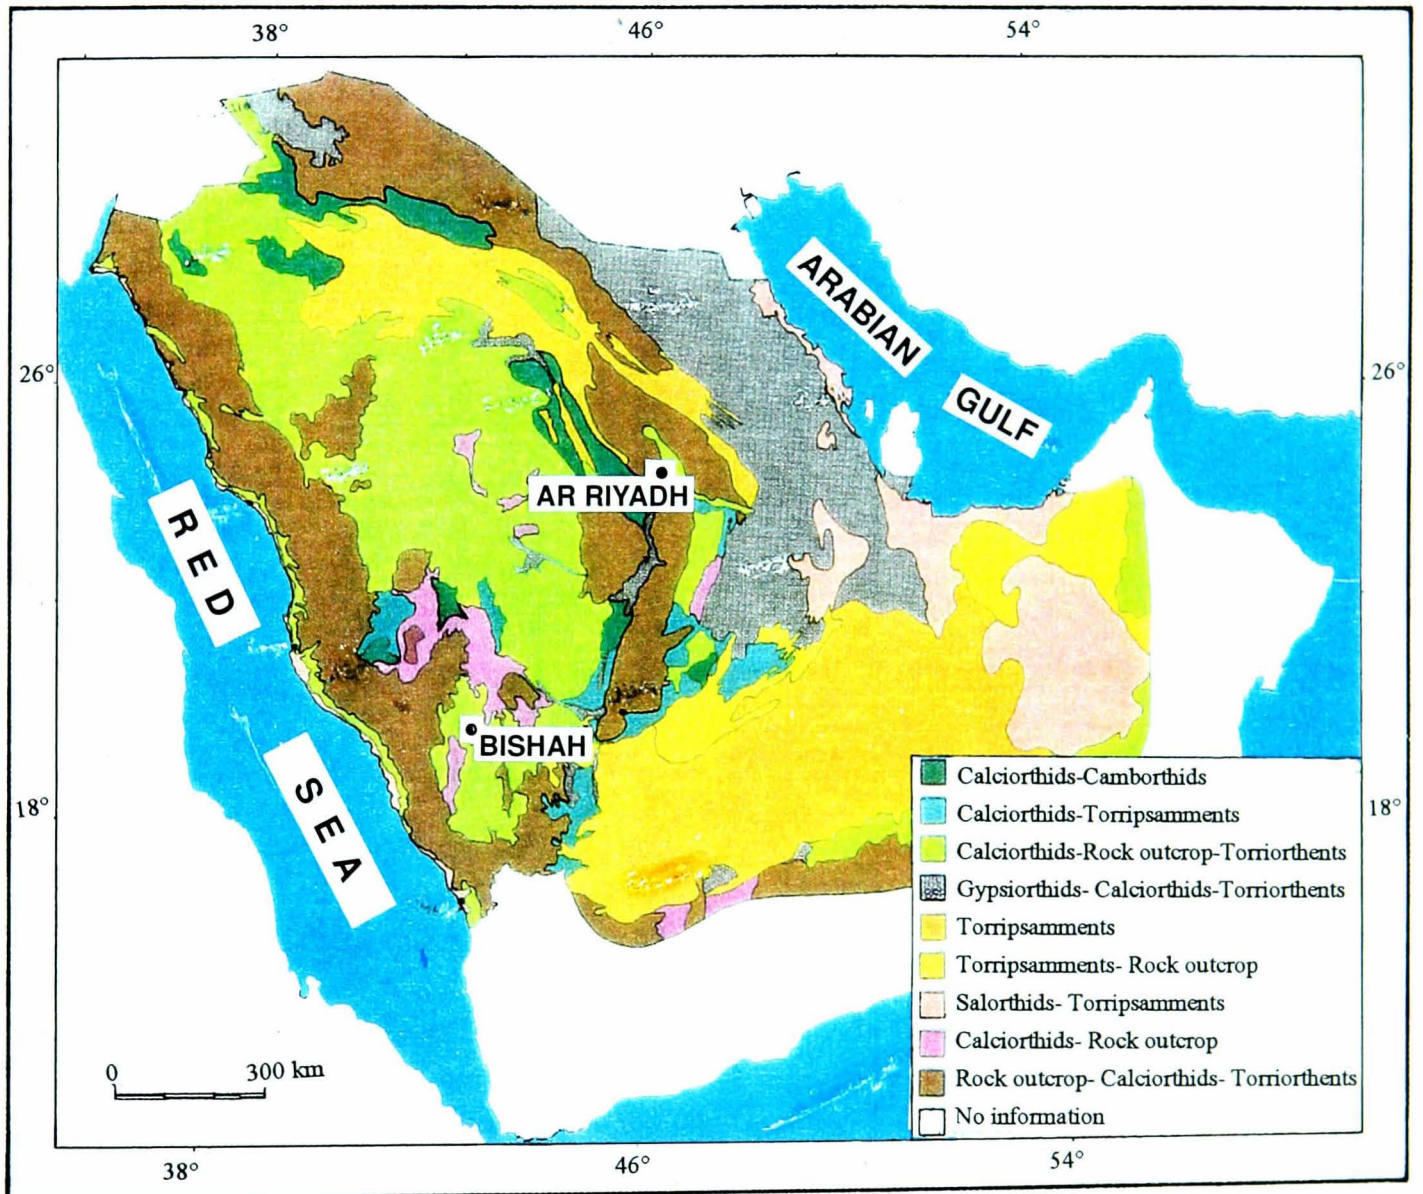 38°
46°
54°
ARABIAN
GULF
26°
26°
AR RIYADH
RED
BISHAH
SEA
18°
18°
Calciorthids-Camborthids
Calciorthids-Torripsamments
Calciorthids-Rock outcrop-Torriorthents
Gypsiorthids- Calciorthids-Torriorthents
Torripsamments
Torripsamments- Rock outcrop
Salorthids- Torripsamments
Calciorthids- Rock outcrop
Rock outcrop- Calciorthids- Torriorthents
No information
0
300 km
38°
46°
54°